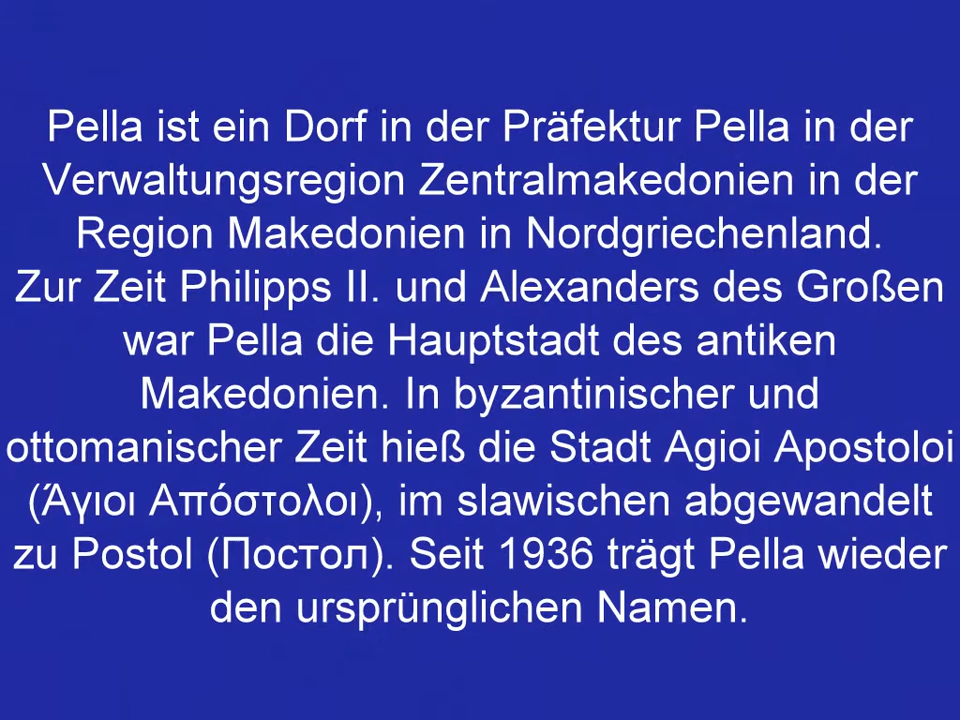 Pella ist ein Dorf in der Präfektur Pella in der
Verwaltungsregion Zentralmakedonien in der
Region Makedonien in Nordgriechenland.
Zur Zeit Philipps II. und Alexanders des Großen
war Pella die Hauptstadt des antiken
Makedonien. In byzantinischer und
ottomanischer Zeit hieß die Stadt Agioi Apostoloi
(Άγιοι Απόστολοι), im slawischen abgewandelt
zu Postol (Постол). Seit 1936 trägt Pella wieder
den ursprünglichen Namen.